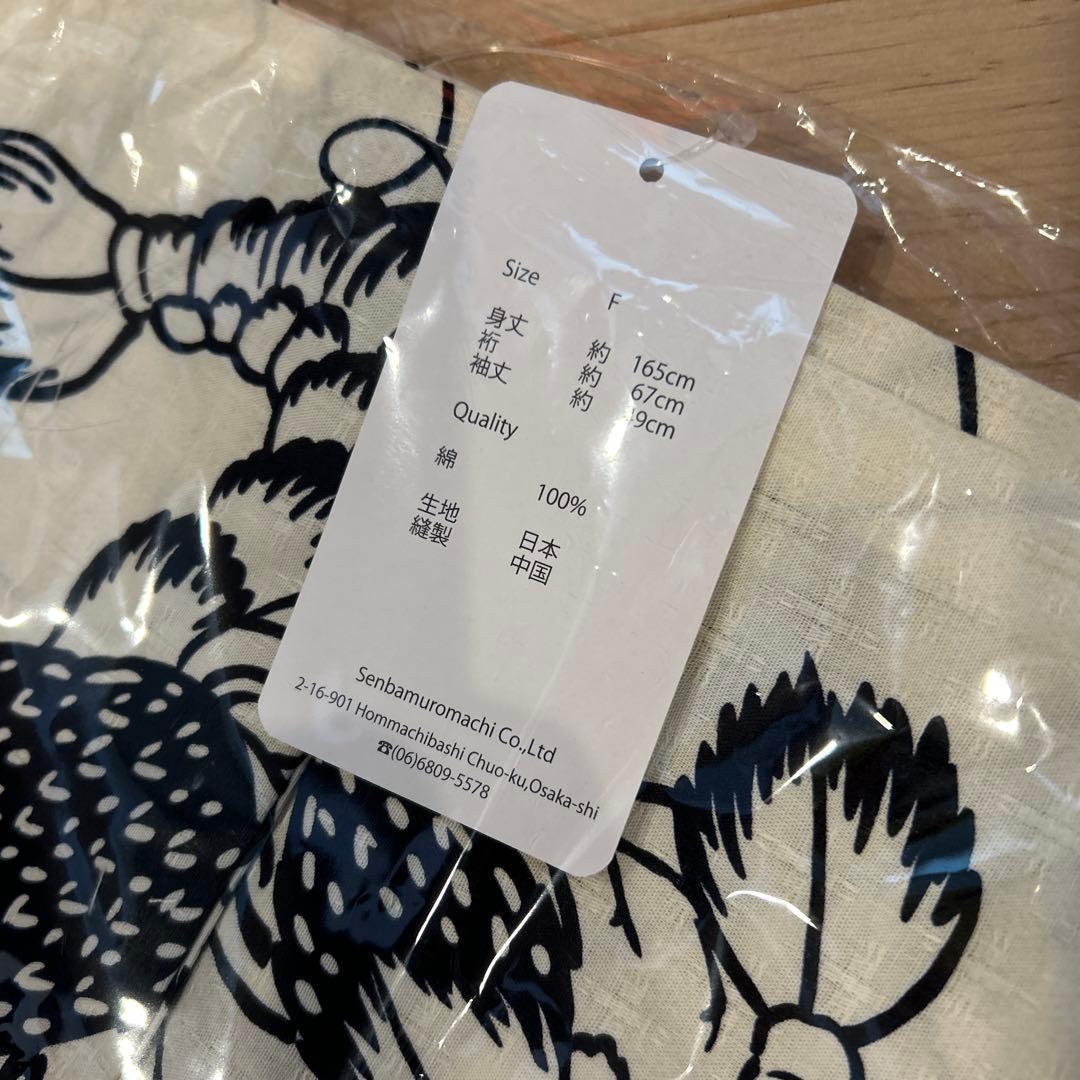 Size F
身丈 約 165cm
裄 約 67cm
袖丈 約 49cm
Quality
綿 100%
生地 日本
縫製 中国
Senbamuromachi Co.,Ltd
2-16-901 Hommachibashi Chuo-ku,Osaka-shi
☎(06)6809-5578